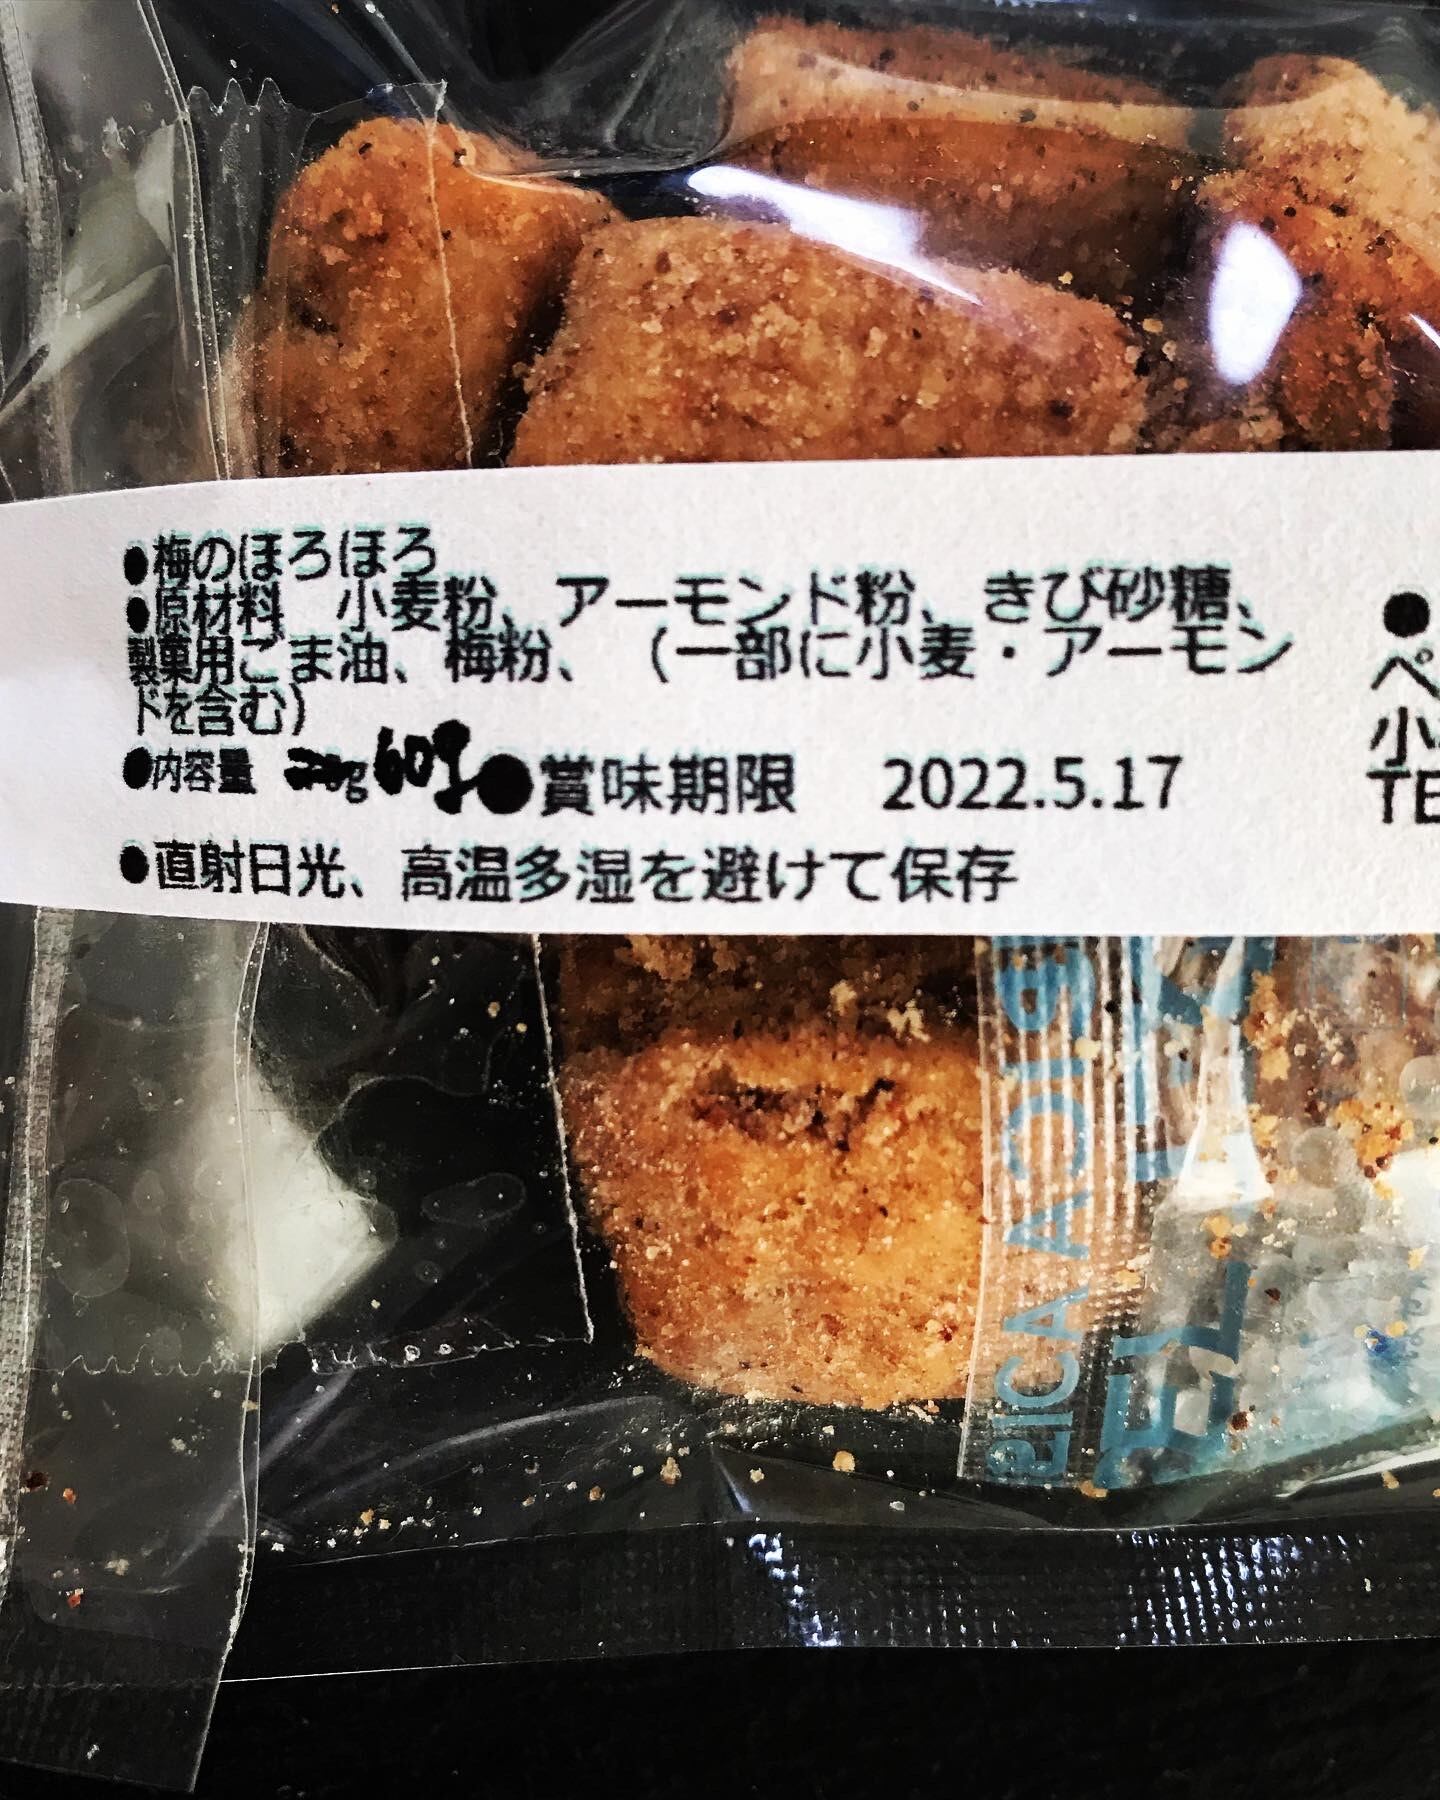 ●梅のほろほろ
●原材料　小麦粉、アーモンド粉、きび砂糖、
製菓用ごま油、梅粉、（一部に小麦・アーモン
ドを含む）
●内容量 60g ●賞味期限　2022.5.17
●直射日光、高温多湿を避けて保存
●
ペ
小
TE